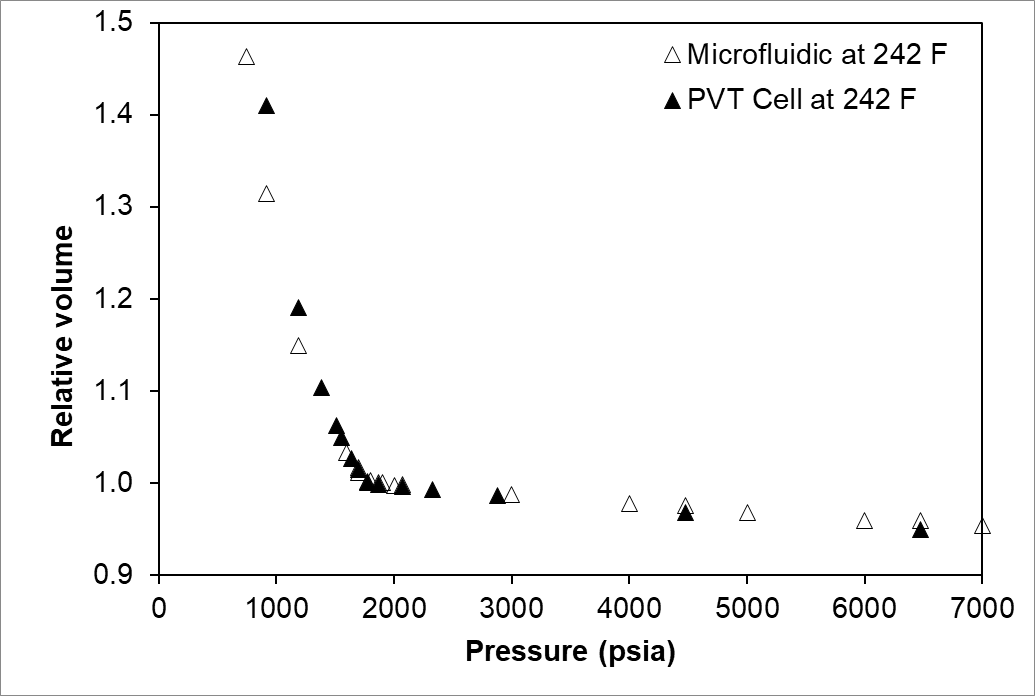 1.5
1.4
1.3
1.2
1.1
1.0
0.9
Relative volume
Microfluidic at 242 F
PVT Cell at 242 F
0 1000 2000 3000 4000 5000 6000 7000
Pressure (psia)